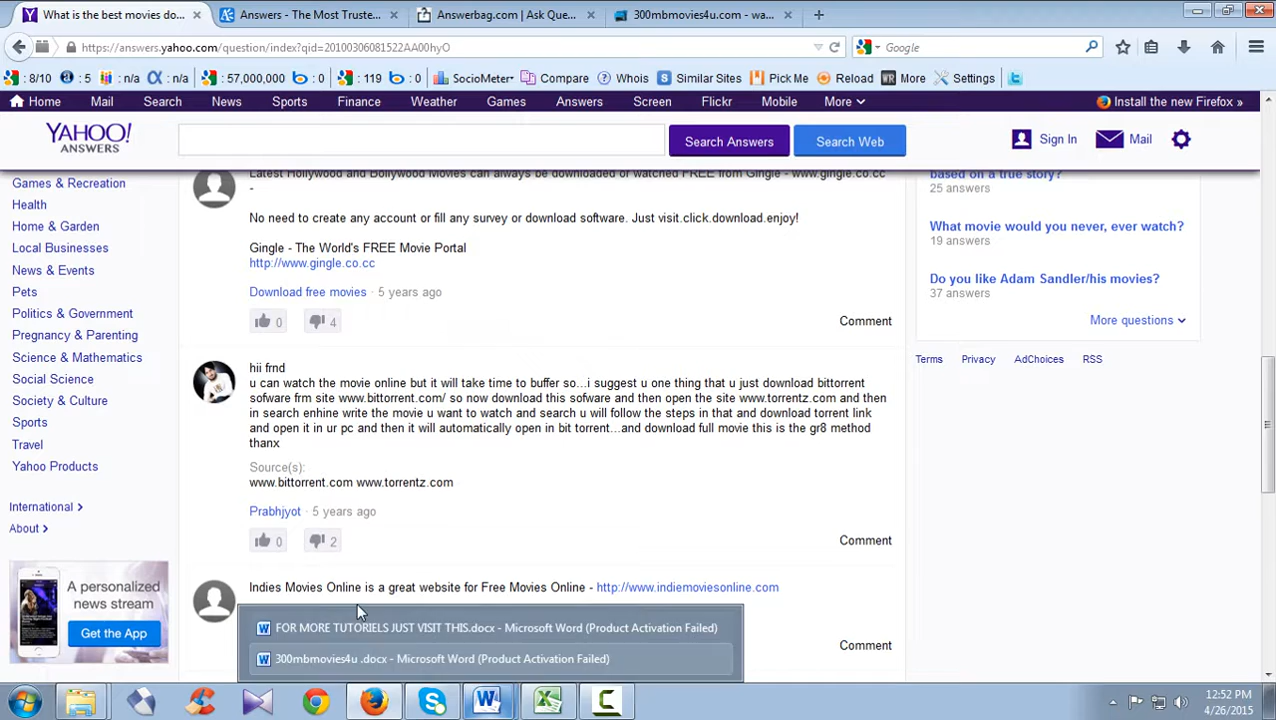 What is the best movies do... ×
Answers - The Most Truste... ×
Answerbag.com | Ask Que... ×
300mbmovies4u.com - wa... ×
https://answers.yahoo.com/question/index?qid=20100306081522AA00hyO
Google
: 8/10 : 5 : n/a : n/a : 57,000,000 : 0 : 119 : 0 SocioMeter Compare Whois Similar Sites Pick Me Reload More Settings
Home Mail Search News Sports Finance Weather Games Answers Screen Flickr Mobile More Install the new Firefox »
YAHOO! ANSWERS
Search Answers Search Web Sign In Mail
Games & Recreation
Health
Home & Garden
Local Businesses
News & Events
Pets
Politics & Government
Pregnancy & Parenting
Science & Mathematics
Social Science
Society & Culture
Sports
Travel
Yahoo Products
International >
About >
A personalized
news stream
Get the App
Latest Hollywood and Bollywood Movies can always be downloaded or watched FREE from Gingle - www.gingle.co.cc
-
No need to create any account or fill any survey or download software. Just visit.click.download.enjoy!
Gingle - The World's FREE Movie Portal
http://www.gingle.co.cc
Download free movies · 5 years ago
0 4 Comment
hii frnd
u can watch the movie online but it will take time to buffer so...i suggest u one thing that u just download bittorrent
sofware frm site www.bittorrent.com/ so now download this sofware and then open the site www.torrentz.com and then
in search enhine write the movie u want to watch and search u will follow the steps in that and download torrent link
and open it in ur pc and then it will automatically open in bit torrent...and download full movie this is the gr8 method
thanx
Source(s):
www.bittorrent.com www.torrentz.com
Prabhjyot · 5 years ago
0 2 Comment
Indies Movies Online is a great website for Free Movies Online - http://www.indiemoviesonline.com
Comment
based on a true story?
25 answers
What movie would you never, ever watch?
19 answers
Do you like Adam Sandler/his movies?
37 answers
More questions
Terms Privacy AdChoices RSS
FOR MORE TUTORIELS JUST VISIT THIS.docx - Microsoft Word (Product Activation Failed)
300mbmovies4u .docx - Microsoft Word (Product Activation Failed)
12:52 PM
4/26/2015